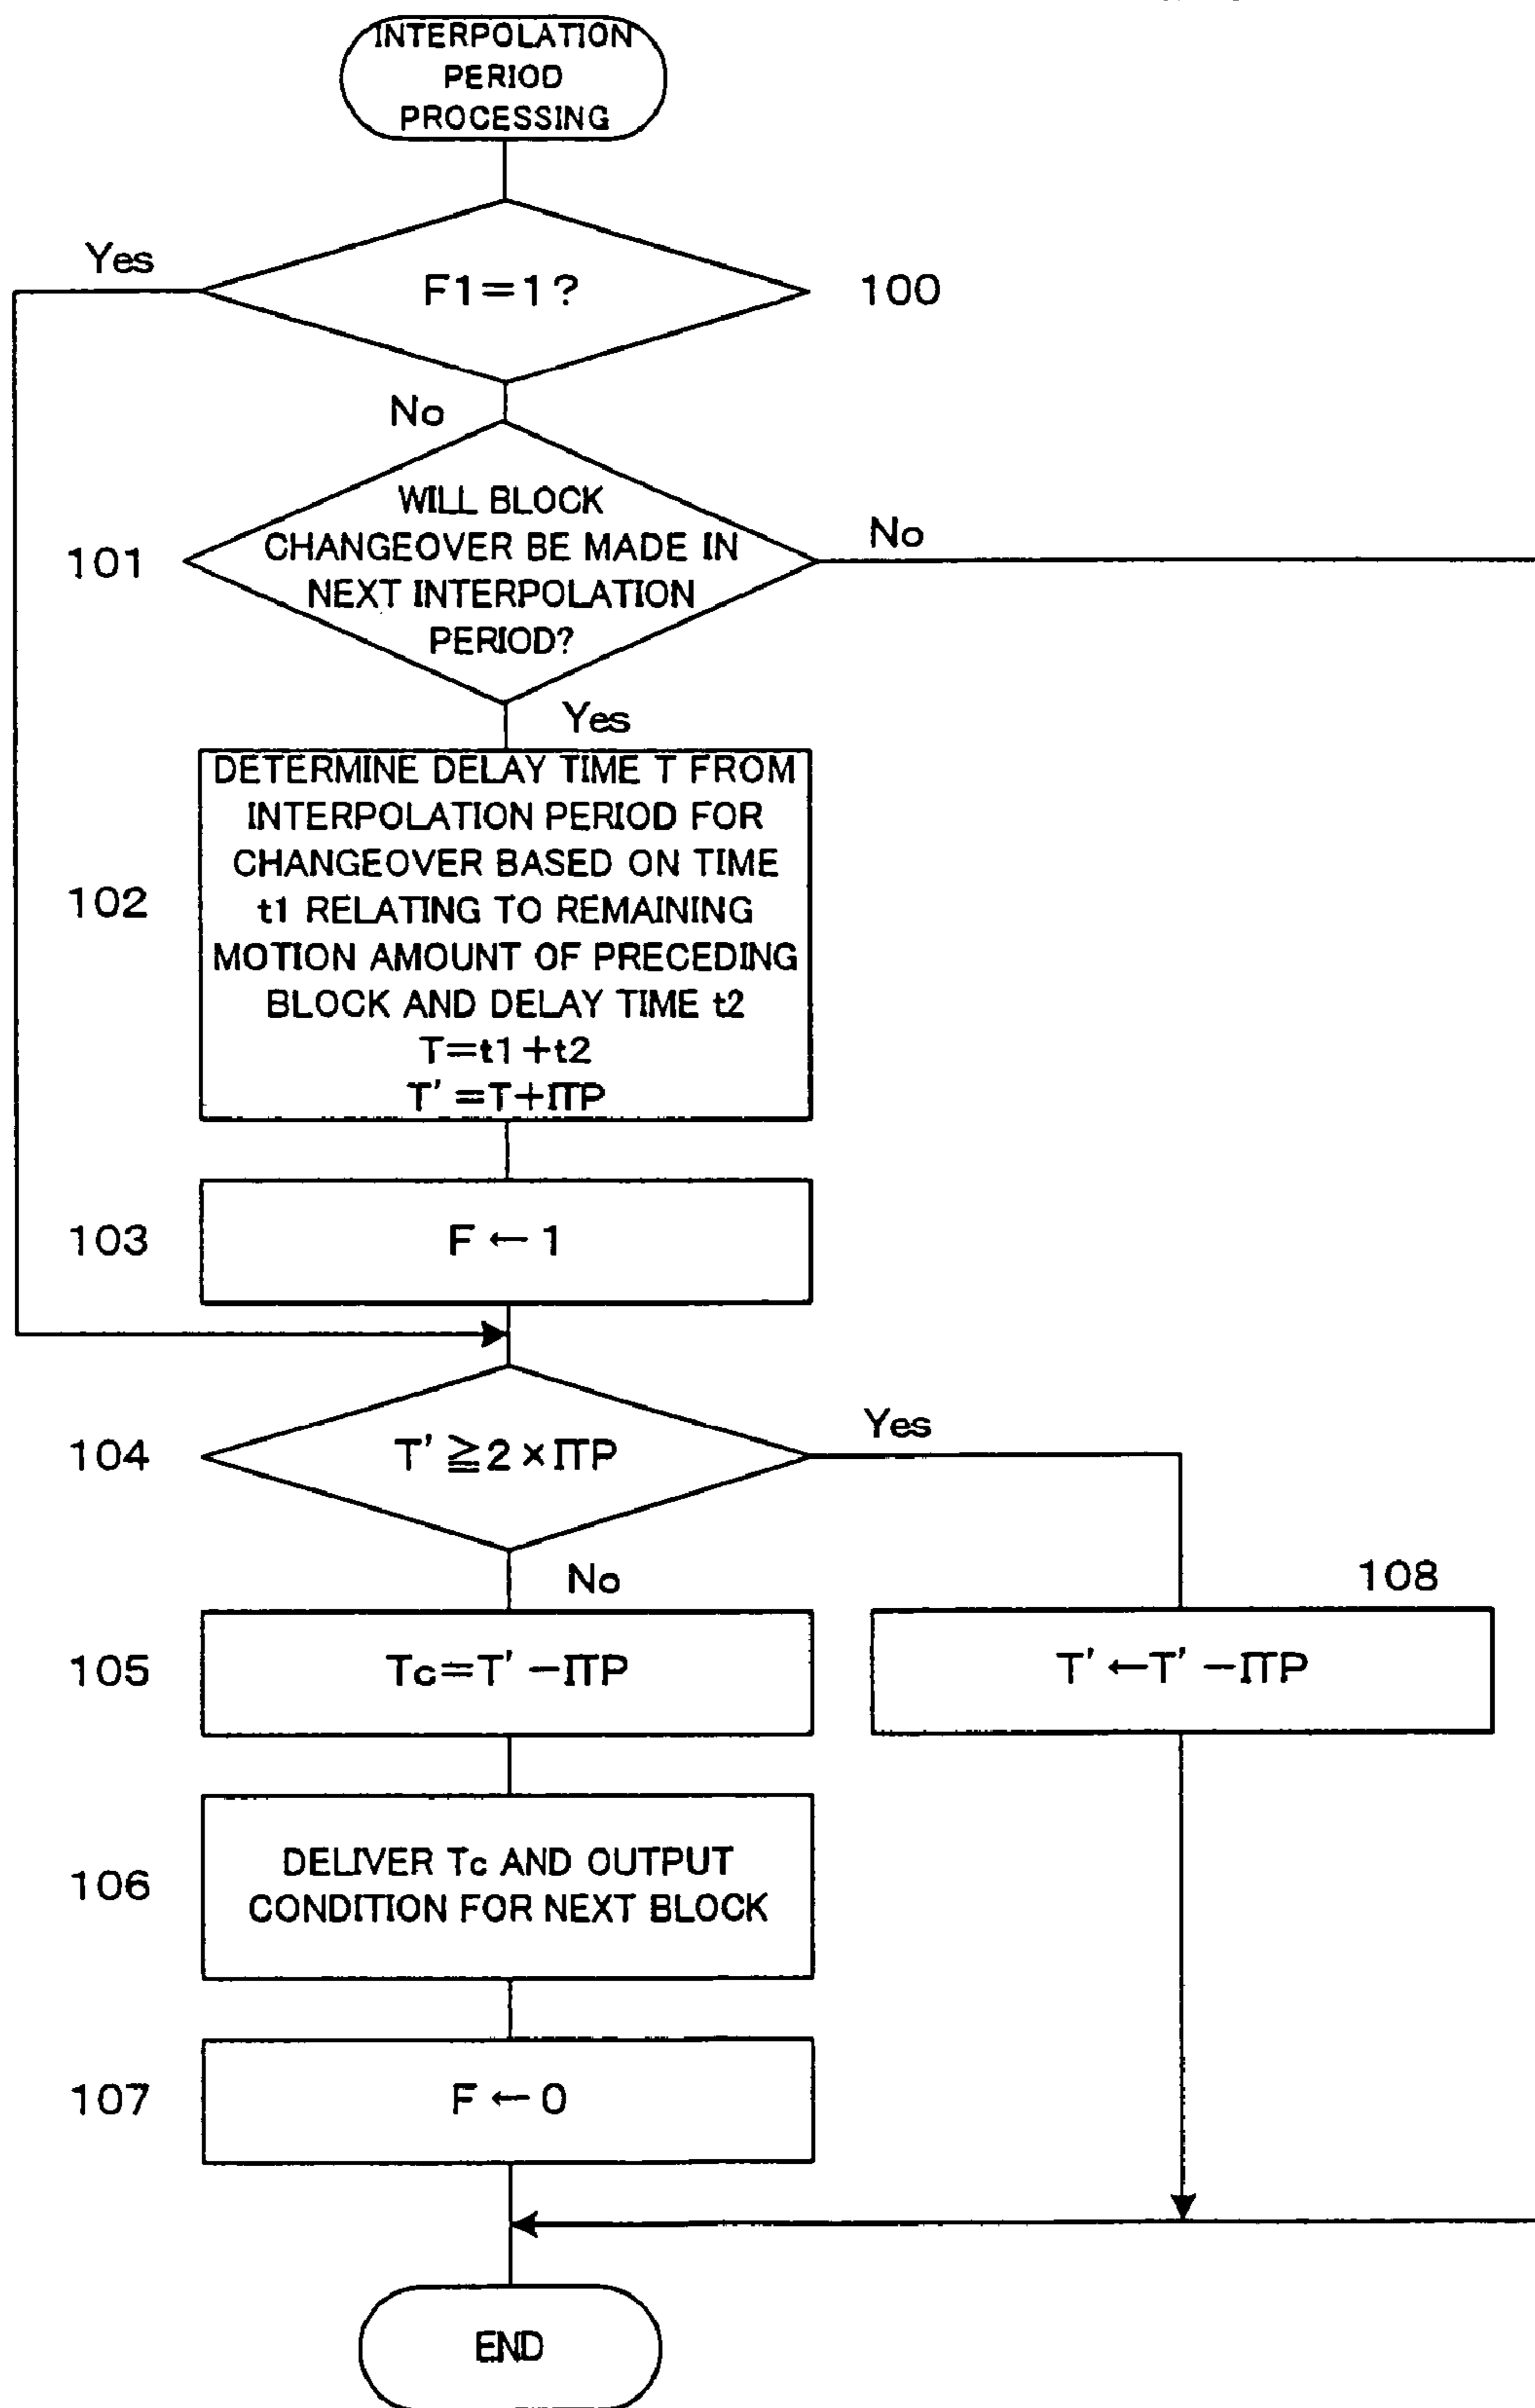 INTERPOLATION
PERIOD
PROCESSING
Yes
F1=1?
100
No
101
WILL BLOCK
CHANGEOVER BE MADE IN
NEXT INTERPOLATION
PERIOD?
No
Yes
102
DETERMINE DELAY TIME T FROM
INTERPOLATION PERIOD FOR
CHANGEOVER BASED ON TIME
t1 RELATING TO REMAINING
MOTION AMOUNT OF PRECEDING
BLOCK AND DELAY TIME t2
T=t1+t2
T'=T+ITP
103
F←1
104
T'≧2×ITP
Yes
No
108
105
Tc=T'-ITP
T'←T'-ITP
106
DELIVER Tc AND OUTPUT
CONDITION FOR NEXT BLOCK
107
F←0
END